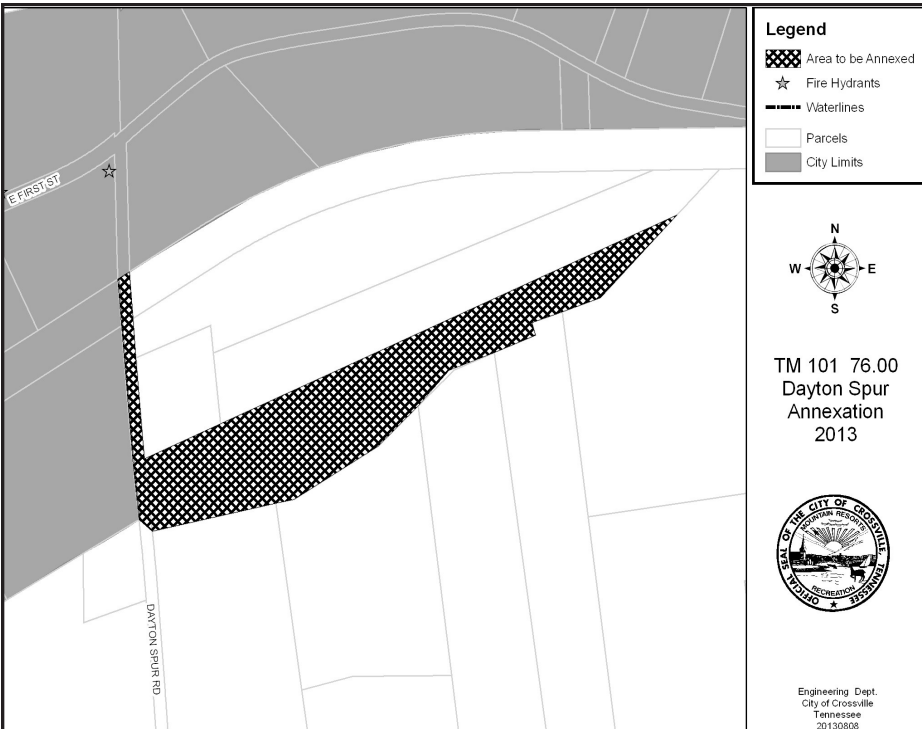 Legend
Area to be Annexed
Fire Hydrants
Waterlines
Parcels
City Limits
E FIRST ST
DAYTON SPUR RD
N
W
E
S
TM 101 76.00
Dayton Spur
Annexation
2013
OFFICIAL SEAL OF THE CITY OF CROSSVILLE, TENNESSEE
MOUNTAIN RESORTS
RECREATION
Engineering Dept.
City of Crossville
Tennessee
20130808